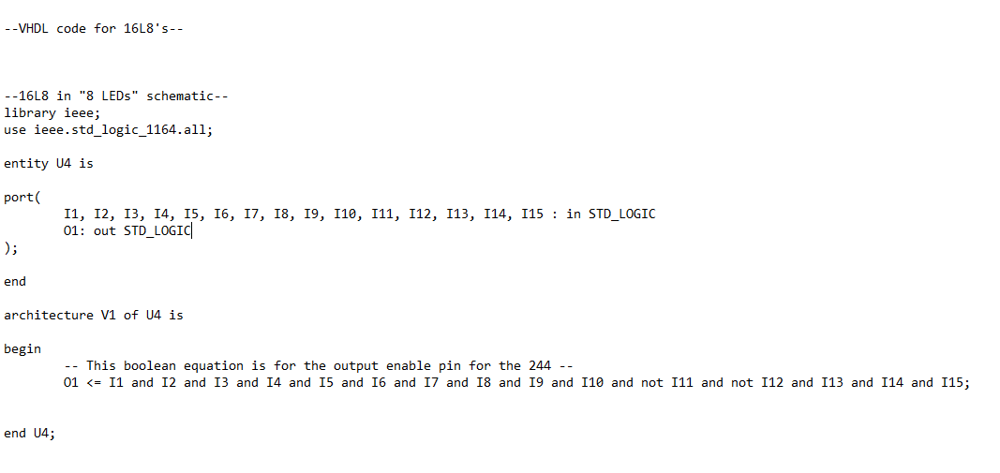 --VHDL code for 16L8's--
--16L8 in "8 LEDs" schematic--
library ieee;
use ieee.std_logic_1164.all;
entity U4 is
port(
I1, I2, I3, I4, I5, I6, I7, I8, I9, I10, I11, I12, I13, I14, I15 : in STD_LOGIC
O1: out STD_LOGIC
);
end
architecture V1 of U4 is
begin
-- This boolean equation is for the output enable pin for the 244 --
O1 <= I1 and I2 and I3 and I4 and I5 and I6 and I7 and I8 and I9 and I10 and not I11 and not I12 and I13 and I14 and I15;
end U4;